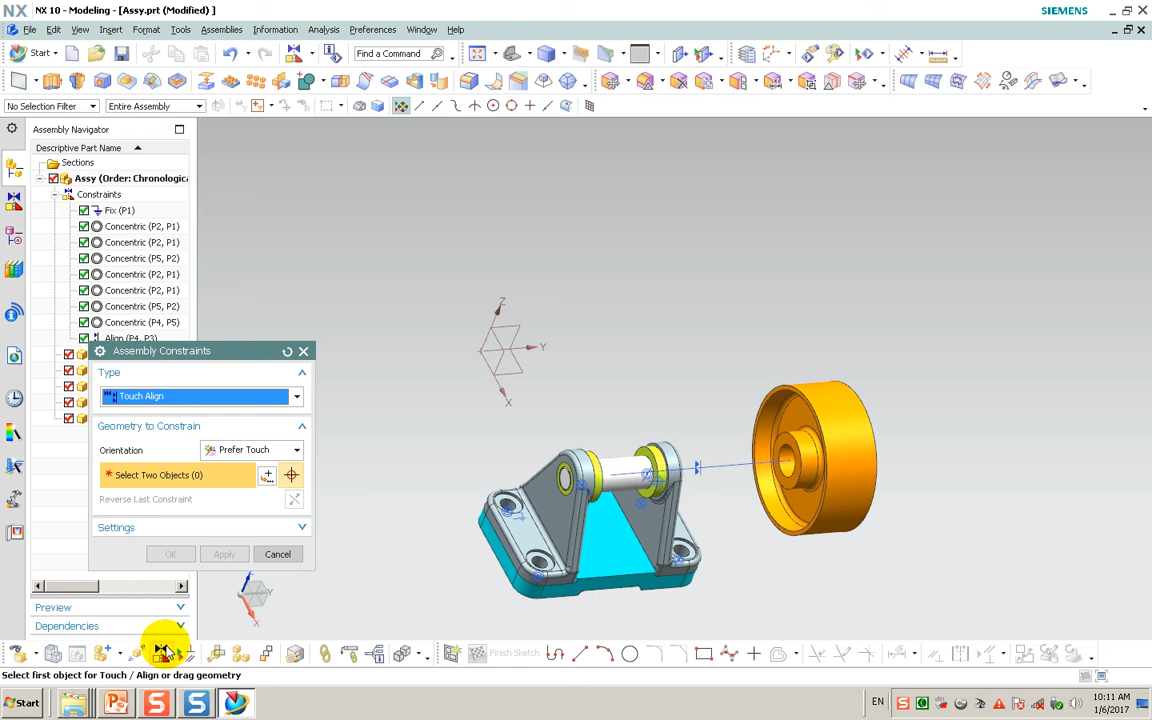 NX NX 10 - Modeling - [Assy.prt (Modified) ] SIEMENS
File Edit View Insert Format Tools Assemblies Information Analysis Preferences Window Help
Start Undo Find a Command
No Selection Filter Entire Assembly
Assembly Navigator
Descriptive Part Name
Sections
Assy (Order: Chronologica
Constraints
Fix (P1)
Concentric (P2, P1)
Concentric (P2, P1)
Concentric (P5, P2)
Concentric (P2, P1)
Concentric (P2, P1)
Concentric (P5, P2)
Concentric (P4, P5)
Align (P4, P3)
Assembly Constraints
Type
Touch Align
Geometry to Constrain
Orientation Prefer Touch
* Select Two Objects (0)
Reverse Last Constraint
Settings
OK Apply Cancel
Z
Y
X
Y
X
Preview
Dependencies
Finish Sketch
Select first object for Touch / Align or drag geometry
Start EN 10:11 AM
1/6/2017